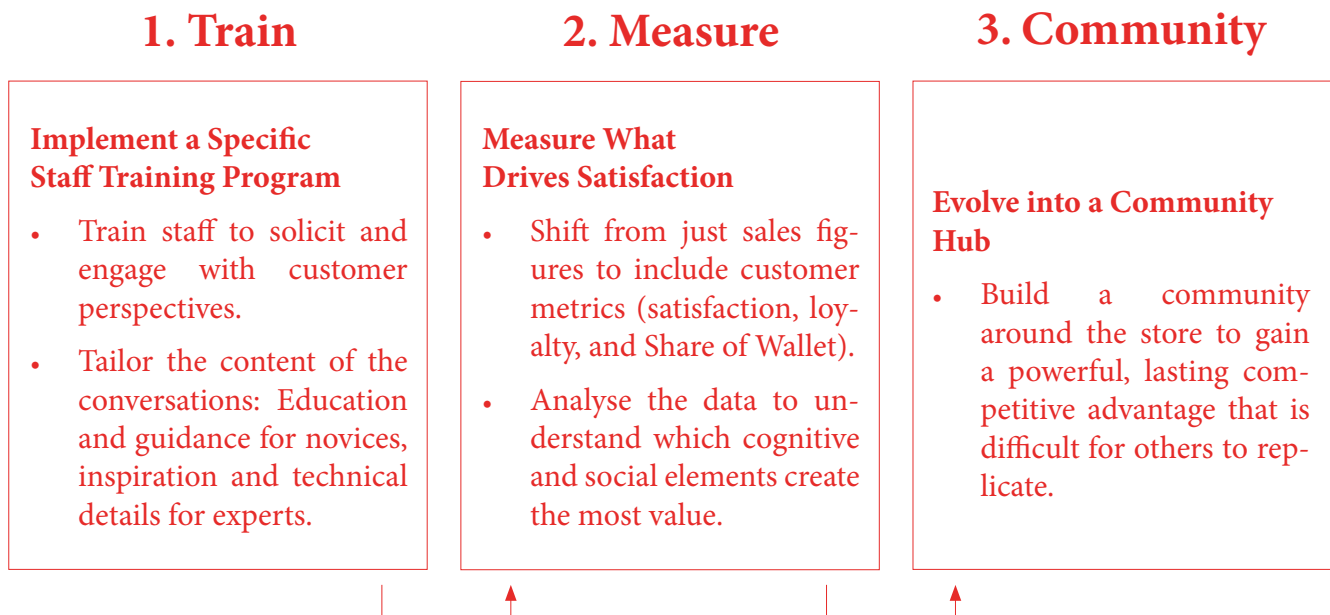 1. Train
2. Measure
3. Community
Implement a Specific
Staff Training Program
• Train staff to solicit and
engage with customer
perspectives.
• Tailor the content of the
conversations: Education
and guidance for novices,
inspiration and technical
details for experts.
Measure What
Drives Satisfaction
• Shift from just sales fig-
ures to include customer
metrics (satisfaction, loy-
alty, and Share of Wallet).
• Analyse the data to un-
derstand which cognitive
and social elements create
the most value.
Evolve into a Community
Hub
• Build a community
around the store to gain
a powerful, lasting com-
petitive advantage that is
difficult for others to rep-
licate.